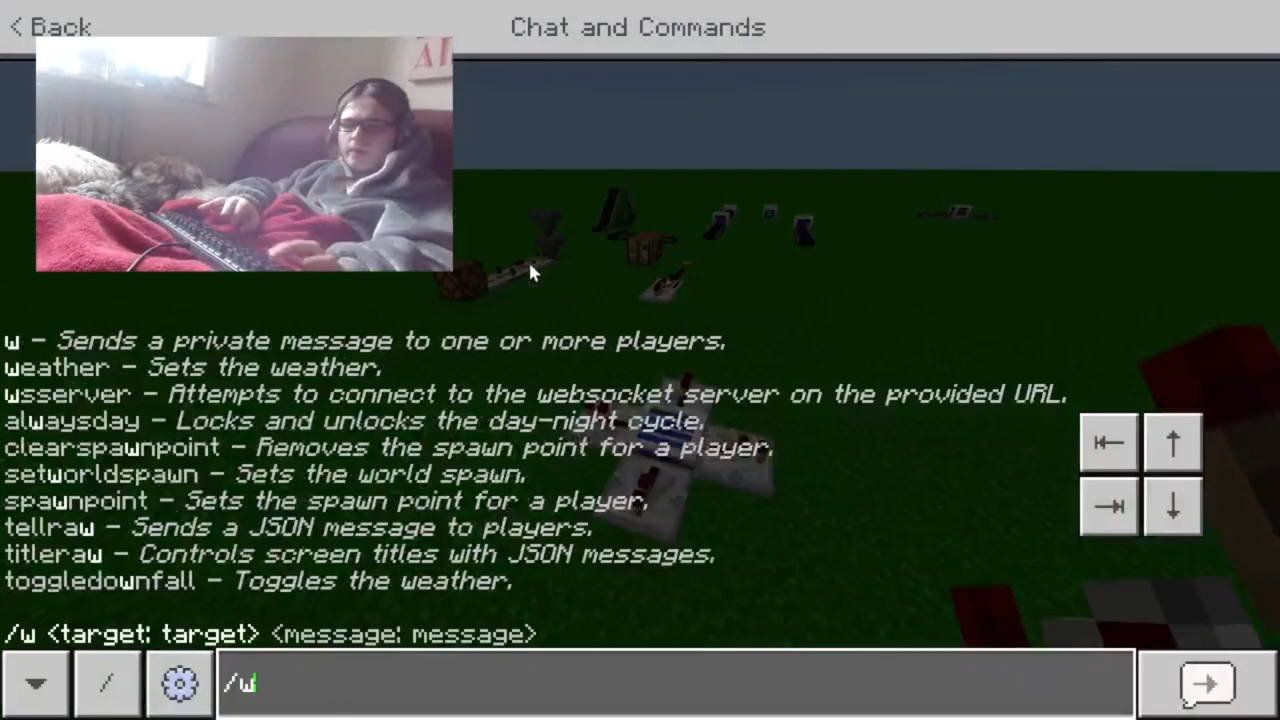 < Back
Chat and Commands
w - Sends a private message to one or more players.
weather - Sets the weather.
wsserver - Attempts to connect to the websocket server on the provided URL.
alwaysday - Locks and unlocks the day-night cycle.
clearspawnpoint - Removes the spawn point for a player.
setworldspawn - Sets the world spawn.
spawnpoint - Sets the spawn point for a player.
tellraw - Sends a JSON message to players.
titleraw - Controls screen titles with JSON messages.
toggledownfall - Toggles the weather.
/w <target: target> <message: message>
/ /w